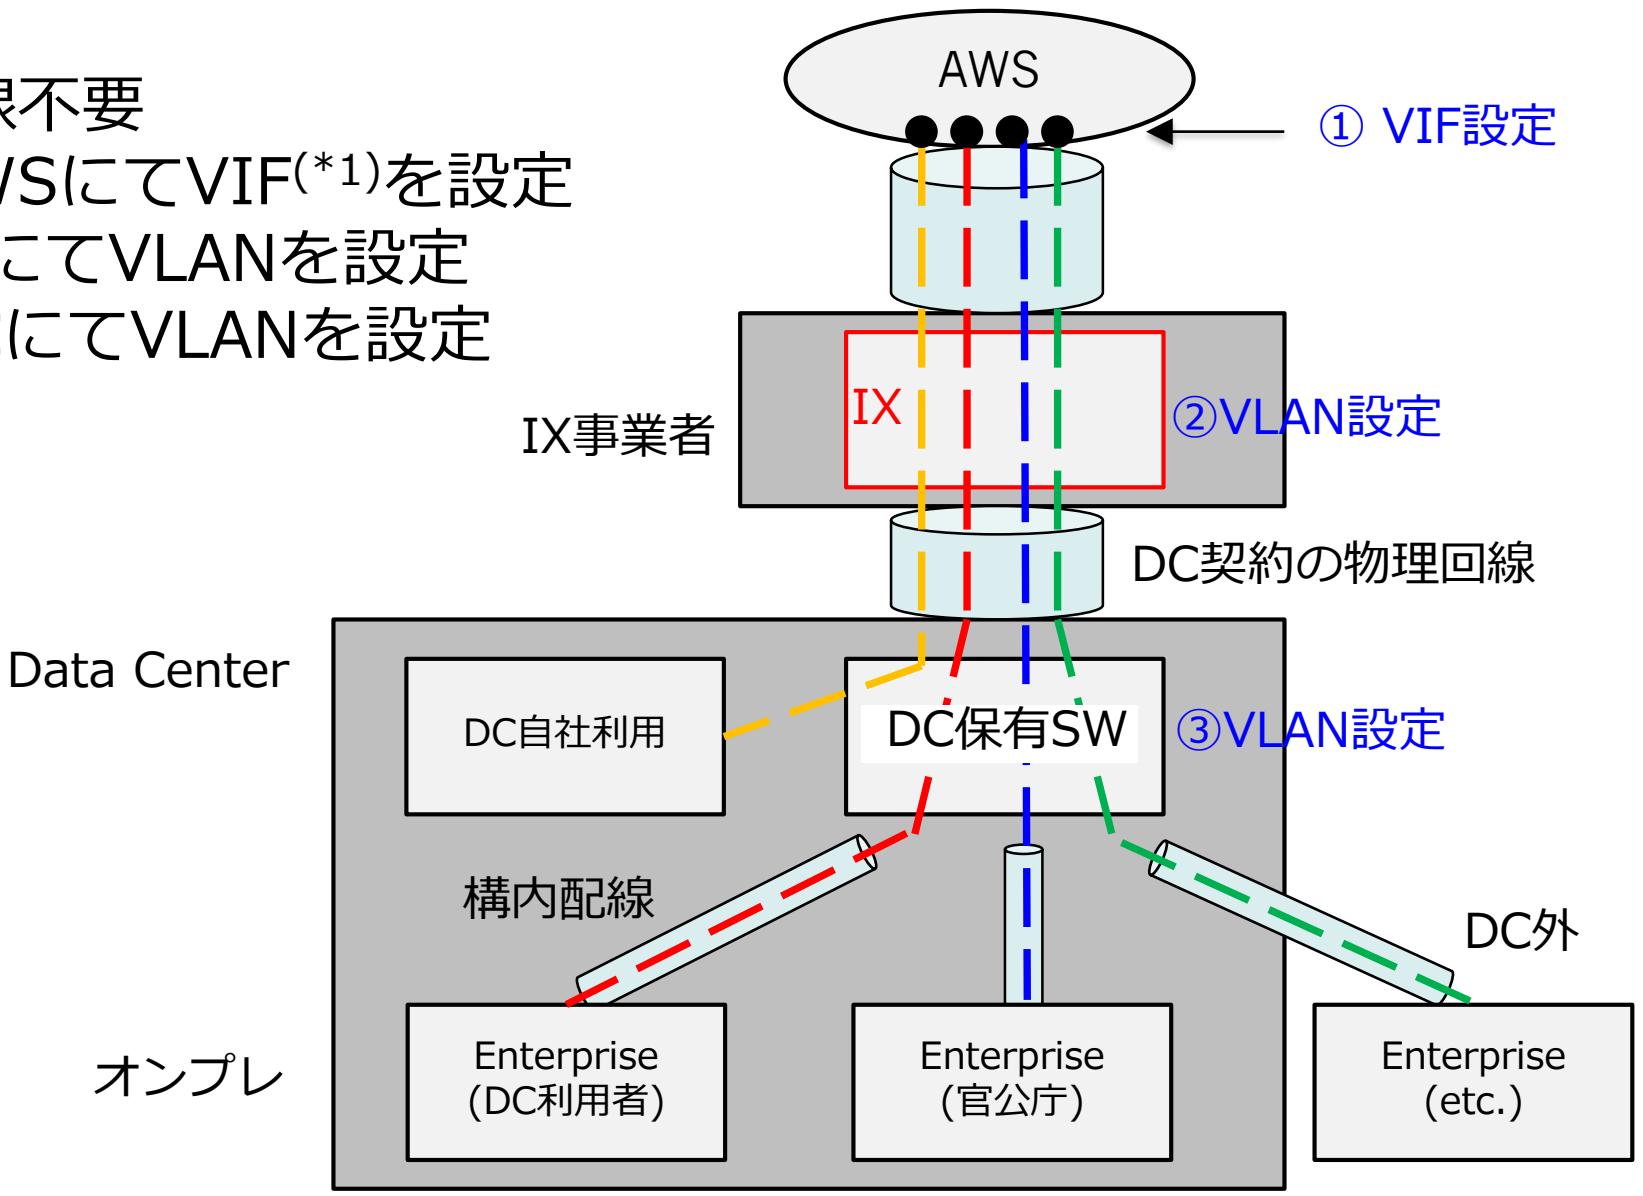 AWS
線不要
① VIF設定
WSにてVIF(*1)を設定
にてVLANを設定
にてVLANを設定
IX
②VLAN設定
IX事業者
DC契約の物理回線
Data Center
DC自社利用
DC保有SW
③VLAN設定
構内配線
DC外
オンプレ
Enterprise
(DC利用者)
Enterprise
(官公庁)
Enterprise
(etc.)